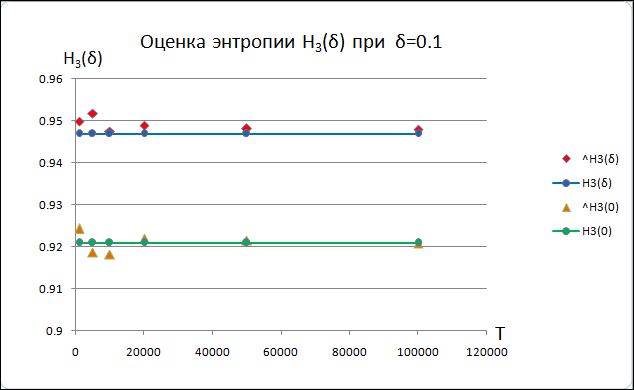 Оценка энтропии H₃(δ) при δ=0.1
H₃(δ)
0.96
0.95
0.94
0.93
0.92
0.91
0.9
0 20000 40000 60000 80000 100000 120000
T
^H3(δ)
H3(δ)
^H3(0)
H3(0)